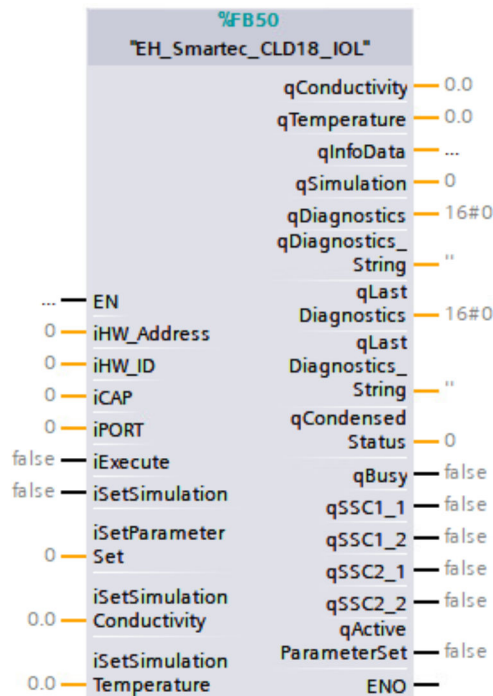 %FB50
"EH_Smartec_CLD18_IOL"
qConductivity 0.0
qTemperature 0.0
qInfoData ...
qSimulation 0
qDiagnostics 16#0
qDiagnostics_
String ''
qLast
Diagnostics 16#0
qLast
Diagnostics_
String ''
qCondensed
Status 0
qBusy false
qSSC1_1 false
qSSC1_2 false
qSSC2_1 false
qSSC2_2 false
qActive
ParameterSet false
ENO
... EN
0 iHW_Address
0 iHW_ID
0 iCAP
0 iPORT
false iExecute
false iSetSimulation
iSetParameter
0 Set
iSetSimulation
0.0 Conductivity
iSetSimulation
0.0 Temperature